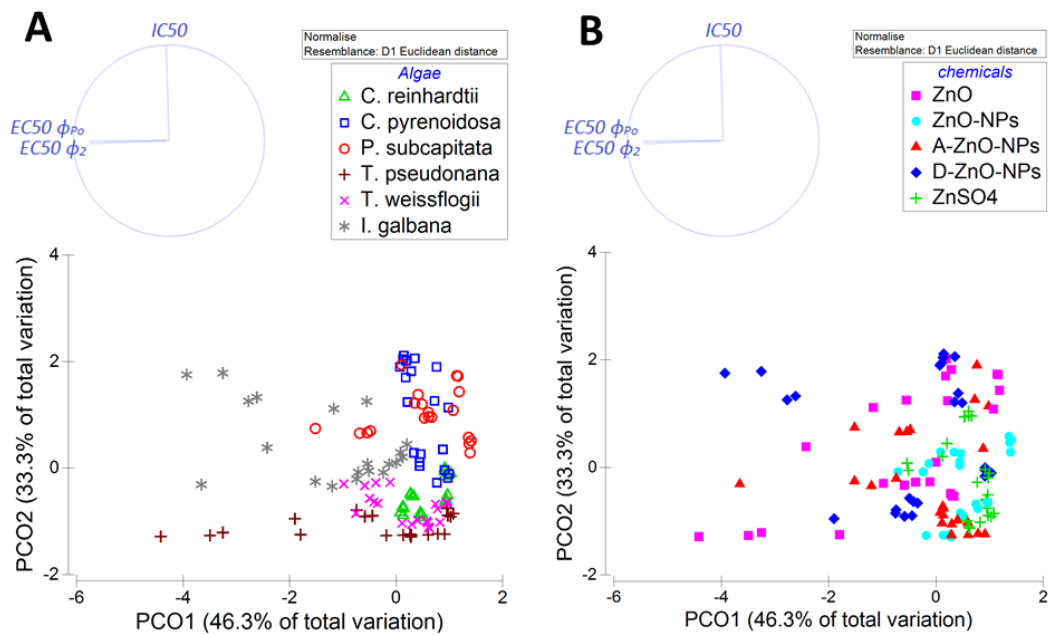 A
IC50
EC50 ϕPo
EC50 ϕ2
Normalise
Resemblance: D1 Euclidean distance
Algae
C. reinhardtii
C. pyrenoidosa
P. subcapitata
T. pseudonana
T. weissflogii
I. galbana
PCO2 (33.3% of total variation)
4
2
0
-2
-6
-4
-2
0
2
PCO1 (46.3% of total variation)
B
IC50
EC50 ϕPo
EC50 ϕ2
Normalise
Resemblance: D1 Euclidean distance
chemicals
ZnO
ZnO-NPs
A-ZnO-NPs
D-ZnO-NPs
ZnSO4
PCO2 (33.3% of total variation)
4
2
0
-2
-6
-4
-2
0
2
PCO1 (46.3% of total variation)